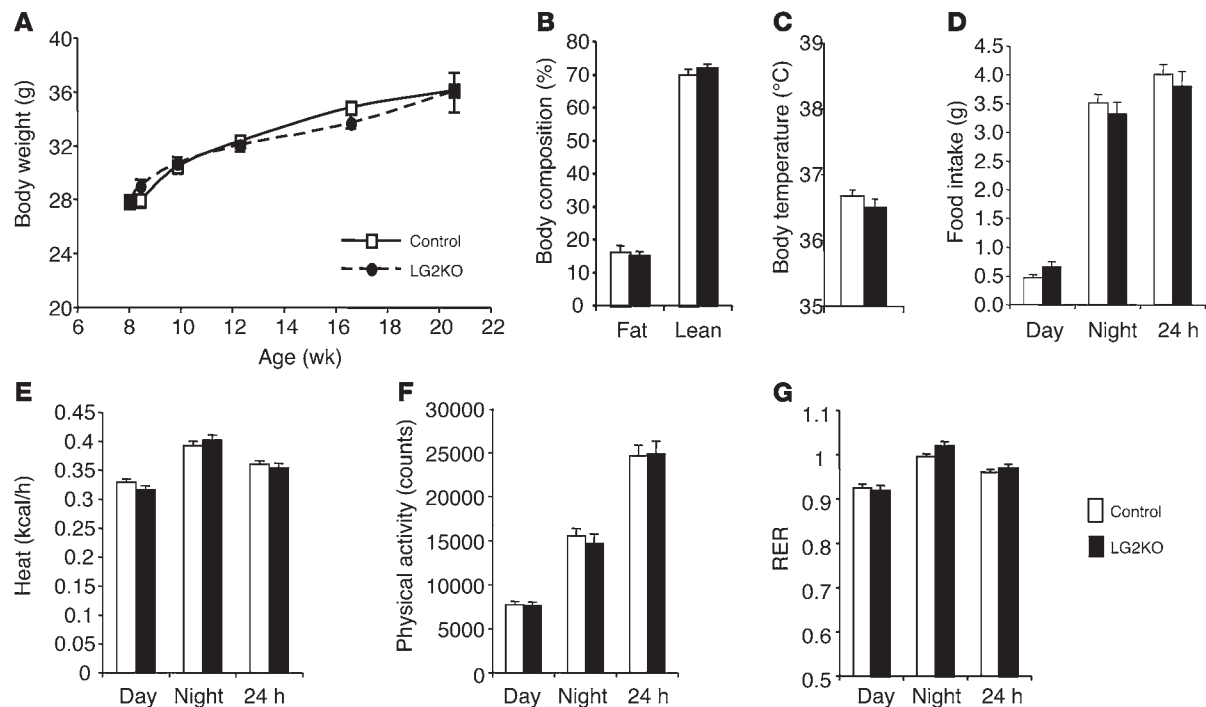 A
Body weight (g)
40
36
32
28
24
20
6 8 10 12 14 16 18 20 22
Age (wk)
Control
LG2KO
B
Body composition (%)
80
70
60
50
40
30
20
10
0
Fat Lean
C
Body temperature (°C)
39
38
37
36
35
D
Food intake (g)
4.5
4.0
3.5
3.0
2.5
2.0
1.5
1.0
0.5
0.0
Day Night 24 h
E
Heat (kcal/h)
0.45
0.4
0.35
0.3
0.25
0.2
0.15
0.1
0.05
0
Day Night 24 h
F
Physical activity (counts)
30000
25000
20000
15000
10000
5000
0
Day Night 24 h
G
RER
1.1
1
0.9
0.8
0.7
0.6
0.5
Day Night 24 h
Control
LG2KO